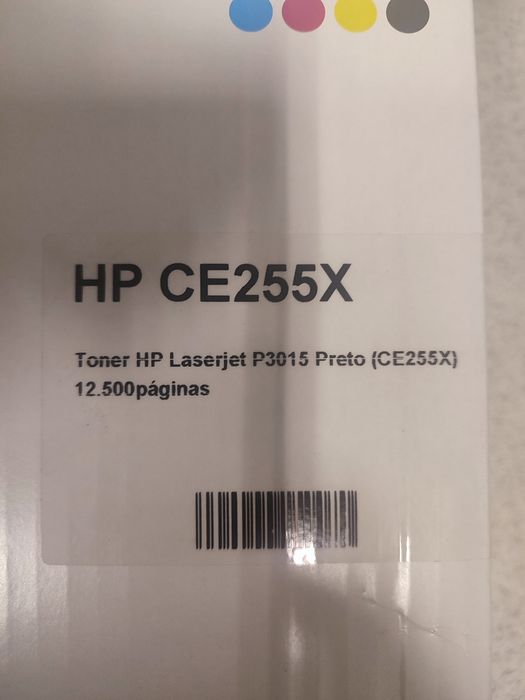 HP CE255X
Toner HP Laserjet P3015 Preto (CE255X)
12.500páginas